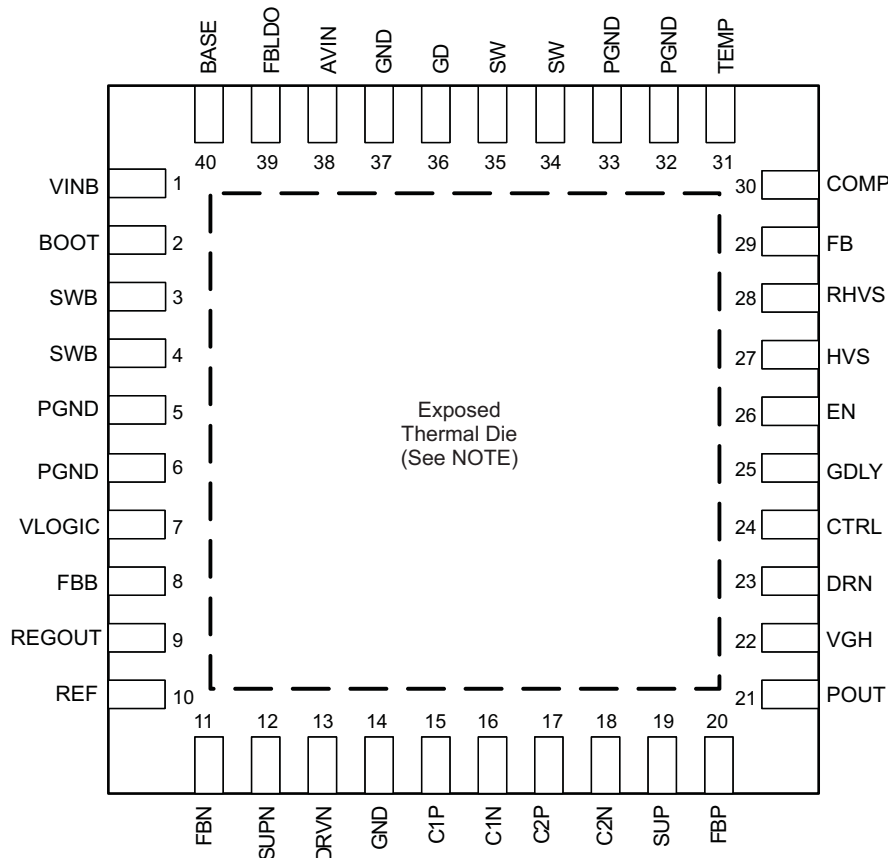 BASE FBLDO AVIN GND GD SW SW PGND PGND TEMP
40 39 38 37 36 35 34 33 32 31
VINB 1 30 COMP
BOOT 2 29 FB
SWB 3 28 RHVS
SWB 4 27 HVS
PGND 5 26 EN
PGND 6 25 GDLY
VLOGIC 7 24 CTRL
FBB 8 23 DRN
REGOUT 9 22 VGH
REF 10 21 POUT
Exposed
Thermal Die
(See NOTE)
11 12 13 14 15 16 17 18 19 20
FBN SUPN DRVN GND C1P C1N C2P C2N SUP FBP